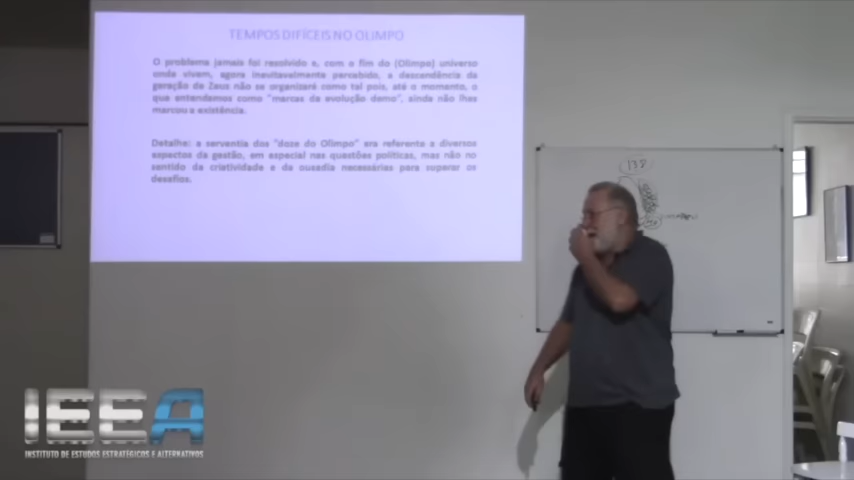 TEMPOS DIFÍCEIS NO OLIMPO
O problema jamais foi resolvido e, com o fim do (Olimpo) universo
onde vivam, agora inevitavelmente percebido, a descendência da
geração de Zeus não se organizará como tal pois, até o momento, o
que entendemos como "marcas da evolução demo", ainda não lhes
marcou a existência.
Detalhe: a serventia dos "doze do Olimpo" era referente a diversos
aspectos da gestão, em especial nas questões políticas, mas não no
sentido da criatividade e da ousadia necessárias para superar os
desafios.
IEEA
INSTITUTO DE ESTUDOS ESTRATÉGICOS E ALTERNATIVOS